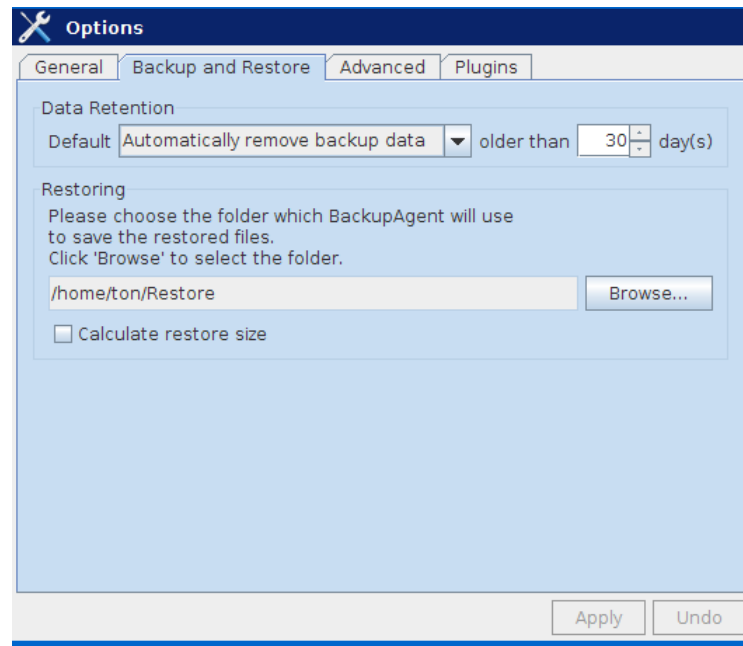 Options
General Backup and Restore Advanced Plugins
Data Retention
Default Automatically remove backup data older than 30 day(s)
Restoring
Please choose the folder which BackupAgent will use
to save the restored files.
Click 'Browse' to select the folder.
/home/ton/Restore Browse...
Calculate restore size
Apply Undo